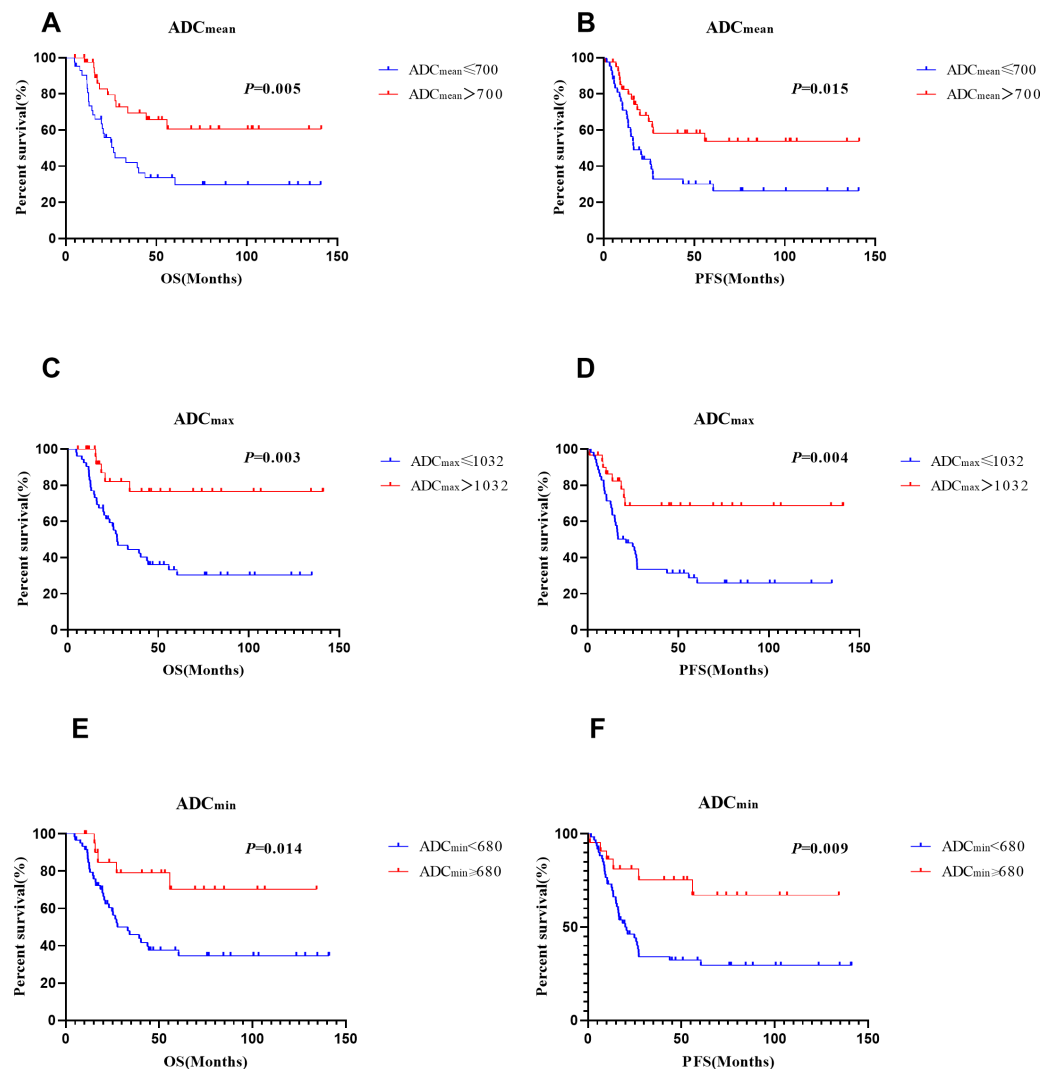 A
ADCmean
100
80
60
40
20
0
Percent survival(%)
P=0.005
ADCmean≤700
ADCmean>700
0 50 100 150
OS(Months)
B
ADCmean
100
80
60
40
20
0
Percent survival(%)
P=0.015
ADCmean≤700
ADCmean>700
0 50 100 150
PFS(Months)
C
ADCmax
100
80
60
40
20
0
Percent survival(%)
P=0.003
ADCmax≤1032
ADCmax>1032
0 50 100 150
OS(Months)
D
ADCmax
100
80
60
40
20
0
Percent survival(%)
P=0.004
ADCmax≤1032
ADCmax>1032
0 50 100 150
PFS(Months)
E
ADCmin
100
80
60
40
20
0
Percent survival(%)
P=0.014
ADCmin<680
ADCmin≥680
0 50 100 150
OS(Months)
F
ADCmin
100
50
0
Percent survival(%)
P=0.009
ADCmin<680
ADCmin≥680
0 50 100 150
PFS(Months)